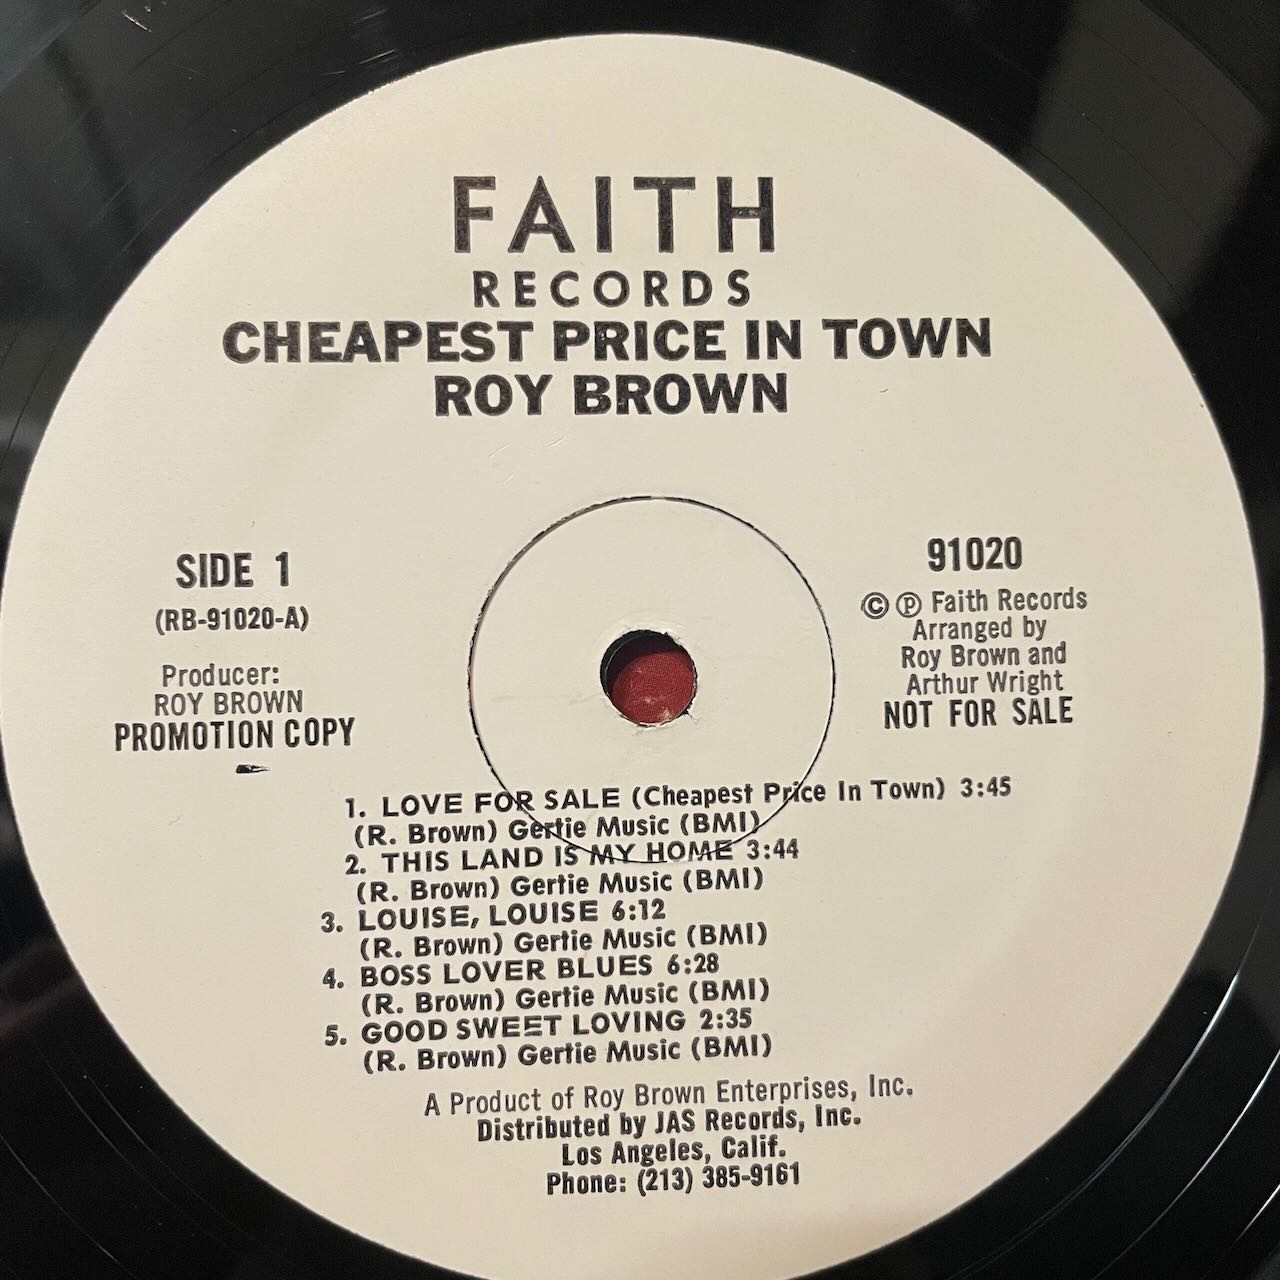 FAITH
RECORDS
CHEAPEST PRICE IN TOWN
ROY BROWN
SIDE 1
(RB-91020-A)
Producer:
ROY BROWN
PROMOTION COPY
91020
© ℗ Faith Records
Arranged by
Roy Brown and
Arthur Wright
NOT FOR SALE
1. LOVE FOR SALE (Cheapest Price In Town) 3:45
(R. Brown) Gertie Music (BMI)
2. THIS LAND IS MY HOME 3:44
(R. Brown) Gertie Music (BMI)
3. LOUISE, LOUISE 6:12
(R. Brown) Gertie Music (BMI)
4. BOSS LOVER BLUES 6:28
(R. Brown) Gertie Music (BMI)
5. GOOD SWEET LOVING 2:35
(R. Brown) Gertie Music (BMI)
A Product of Roy Brown Enterprises, Inc.
Distributed by JAS Records, Inc.
Los Angeles, Calif.
Phone: (213) 385-9161